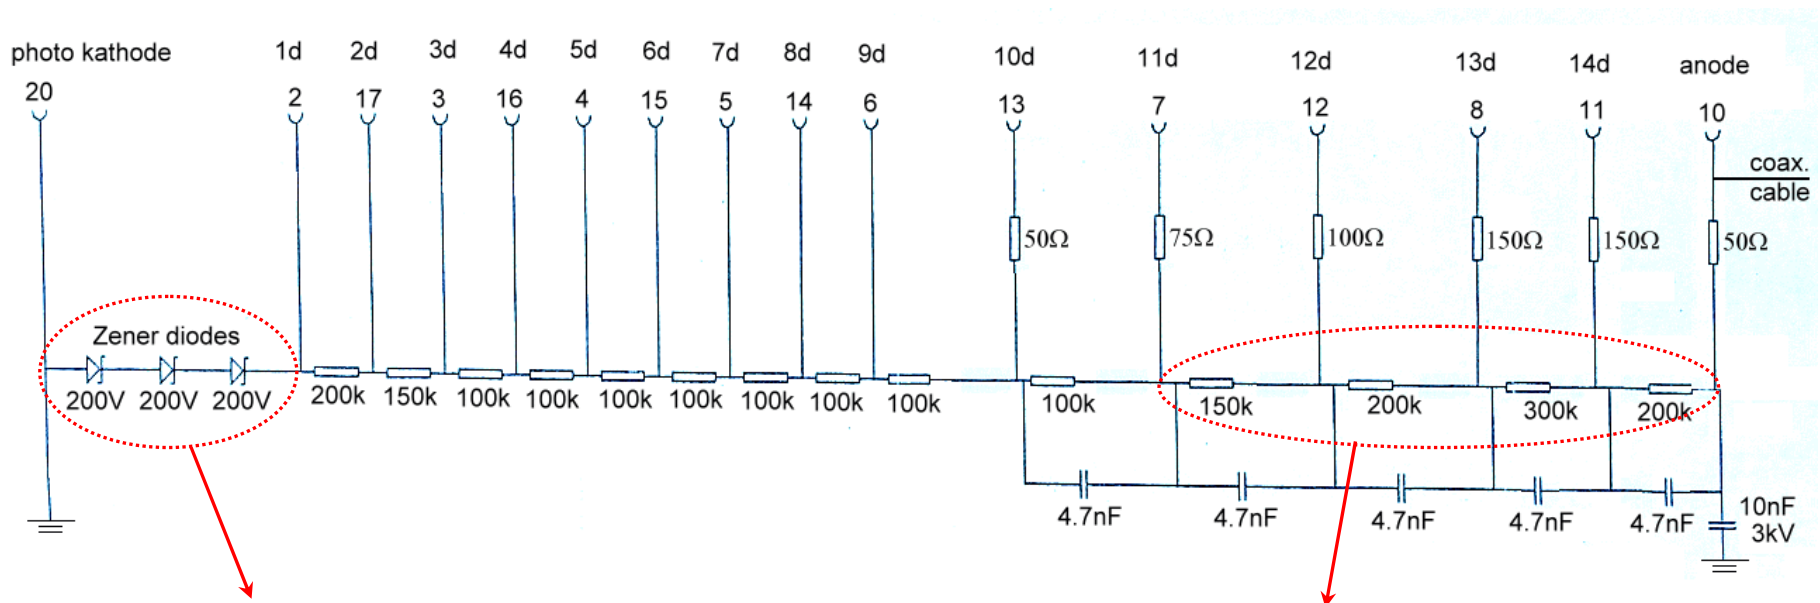 photo kathode 1d 2d 3d 4d 5d 6d 7d 8d 9d 10d 11d 12d 13d 14d anode
20 2 17 3 16 4 15 5 14 6 13 7 12 8 11 10
coax.
cable
50Ω 75Ω 100Ω 150Ω 150Ω 50Ω
Zener diodes
200V 200V 200V 200k 150k 100k 100k 100k 100k 100k 100k 100k 100k 150k 200k 300k 200k
4.7nF 4.7nF 4.7nF 4.7nF 4.7nF 10nF
3kV